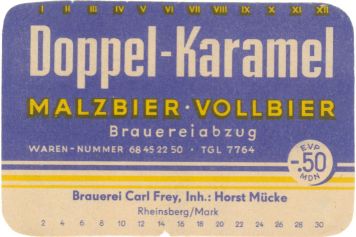 I II III IV V VI VII VIII IX X XI XII
Doppel-Karamel
MALZBIER · VOLLBIER
Brauereiabzug
WAREN-NUMMER 68 45 22 50 · TGL 7764
EVP
-.50
MDN
Brauerei Carl Frey, Inh.: Horst Mücke
Rheinsberg/Mark
2 4 6 8 10 12 14 16 18 20 22 24 26 28 30